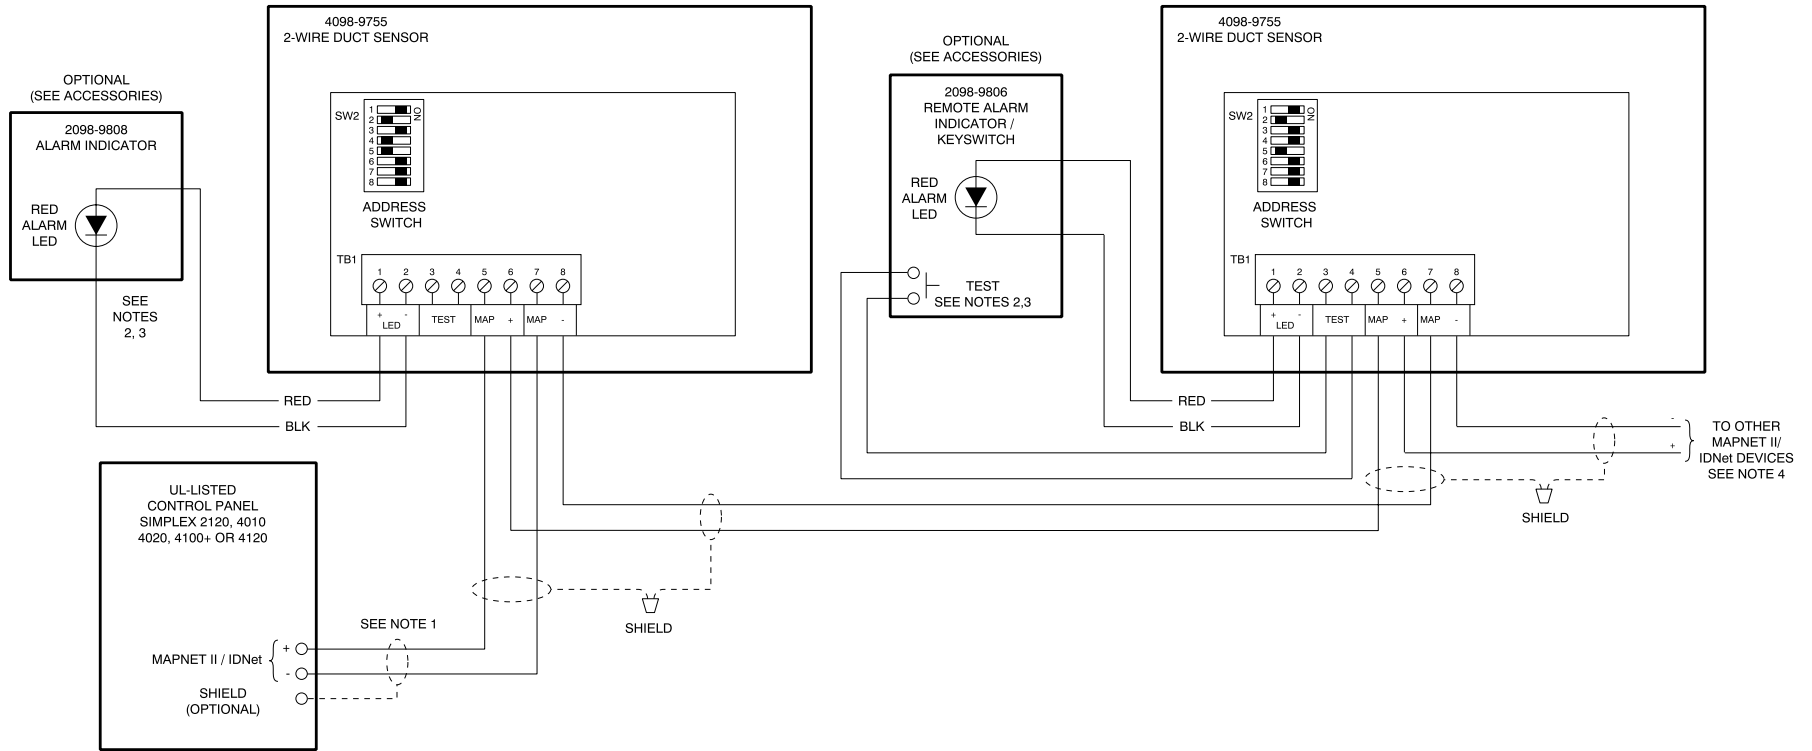 4098-9755
2-WIRE DUCT SENSOR
SW2
1
2
3
4
5
6
7
8
ON
ADDRESS
SWITCH
TB1
1 2 3 4 5 6 7 8
+ - TEST MAP + MAP -
LED
OPTIONAL
(SEE ACCESSORIES)
2098-9808
ALARM INDICATOR
RED
ALARM
LED
SEE
NOTES
2, 3
RED
BLK
UL-LISTED
CONTROL PANEL
SIMPLEX 2120, 4010
4020, 4100+ OR 4120
SEE NOTE 1
+
MAPNET II / IDNet
-
SHIELD
(OPTIONAL)
SHIELD
OPTIONAL
(SEE ACCESSORIES)
2098-9806
REMOTE ALARM
INDICATOR /
KEYSWITCH
RED
ALARM
LED
TEST
SEE NOTES 2,3
4098-9755
2-WIRE DUCT SENSOR
SW2
1
2
3
4
5
6
7
8
ON
ADDRESS
SWITCH
TB1
1 2 3 4 5 6 7 8
+ - TEST MAP + MAP -
LED
RED
BLK
-
+
TO OTHER
MAPNET II/
IDNet DEVICES
SEE NOTE 4
SHIELD